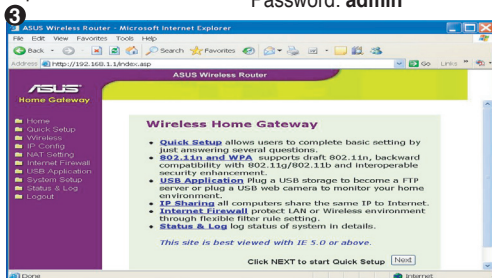 Password: admin
3
ASUS Wireless Router - Microsoft Internet Explorer
File Edit View Favorites Tools Help
Back Search Favorites
Address http://192.168.1.1/index.asp Go Links
ASUS Wireless Router
ASUS
Home Gateway
Home
Quick Setup
Wireless
IP Config
NAT Setting
Internet Firewall
USB Application
System Setup
Status & Log
Logout
Wireless Home Gateway
Quick Setup allows users to complete basic setting by
just answering several questions.
802.11n and WPA supports draft 802.11n, backward
compatibility with 802.11g/802.11b and interoperable
security enhancement.
USB Application Plug a USB storage to become a FTP
server or plug a USB web camera to monitor your home
environment.
IP Sharing all computers share the same IP to Internet.
Internet Firewall protect LAN or Wireless environment
through flexible filter rule setting.
Status & Log log status of system in details.
This site is best viewed with IE 5.0 or above.
Click NEXT to start Quick Setup Next
Done Internet